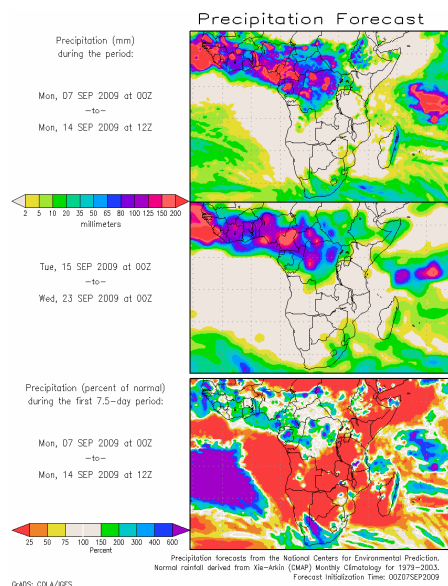 Precipitation Forecast
Precipitation (mm)
during the period:
Mon, 07 SEP 2009 at 00Z
—to—
Mon, 14 SEP 2009 at 12Z
2 5 10 20 35 50 65 80 100 125 150 200
millimeters
Tue, 15 SEP 2009 at 00Z
—to—
Wed, 23 SEP 2009 at 00Z
Precipitation (percent of normal)
during the first 7.5-day period:
Mon, 07 SEP 2009 at 00Z
—to—
Mon, 14 SEP 2009 at 12Z
25 50 75 100 150 200 300 400 600
Percent
Precipitation forecasts from the National Centers for Environmental Prediction.
Normal rainfall derived from Xie-Arkin (CMAP) Monthly Climatology for 1979-2003.
Forecast Initialization Time: 00Z07SEP2009
GrADS: COLA/IGES